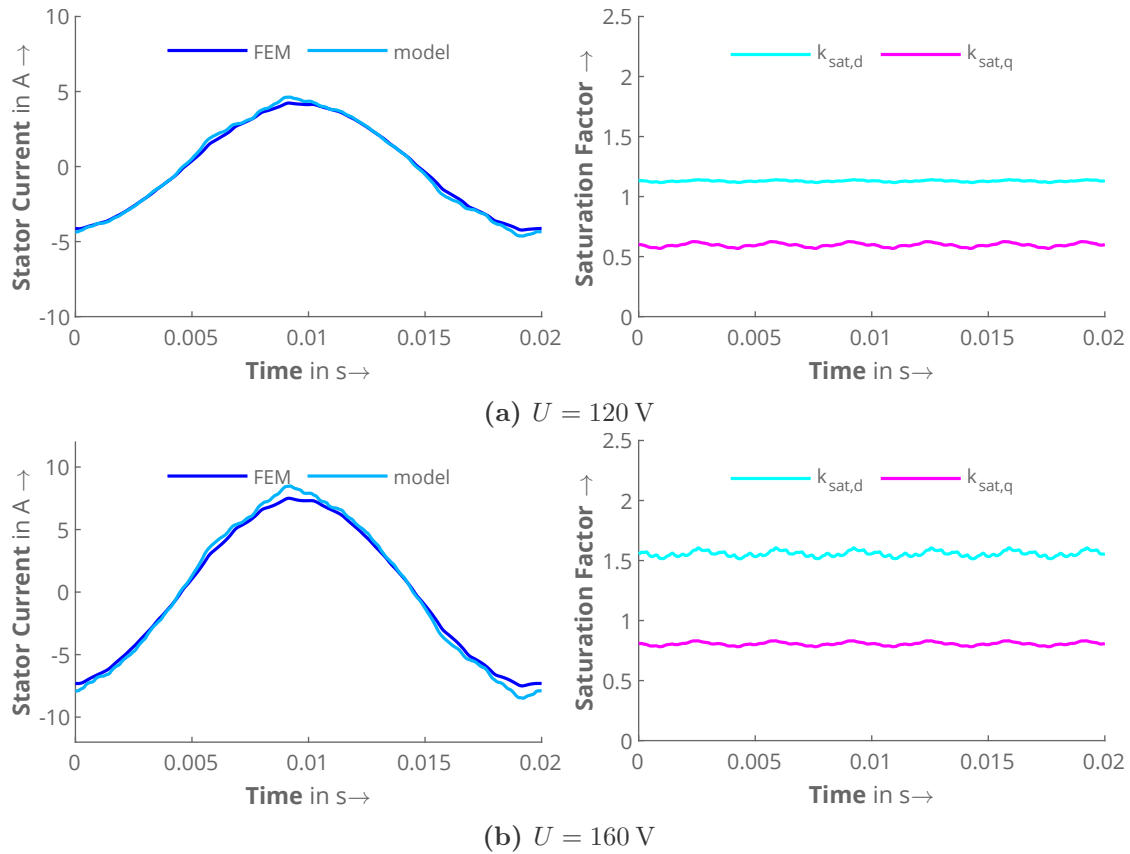 Stator Current in A →
10
5
0
-5
-10
FEM
model
0
0.005
0.01
0.015
0.02
Time in s→
Saturation Factor →
2.5
2
1.5
1
0.5
0
k_sat,d
k_sat,q
0
0.005
0.01
0.015
0.02
Time in s→
(a) U = 120 V
Stator Current in A →
10
5
0
-5
-10
FEM
model
0
0.005
0.01
0.015
0.02
Time in s→
Saturation Factor →
2.5
2
1.5
1
0.5
0
k_sat,d
k_sat,q
0
0.005
0.01
0.015
0.02
Time in s→
(b) U = 160 V